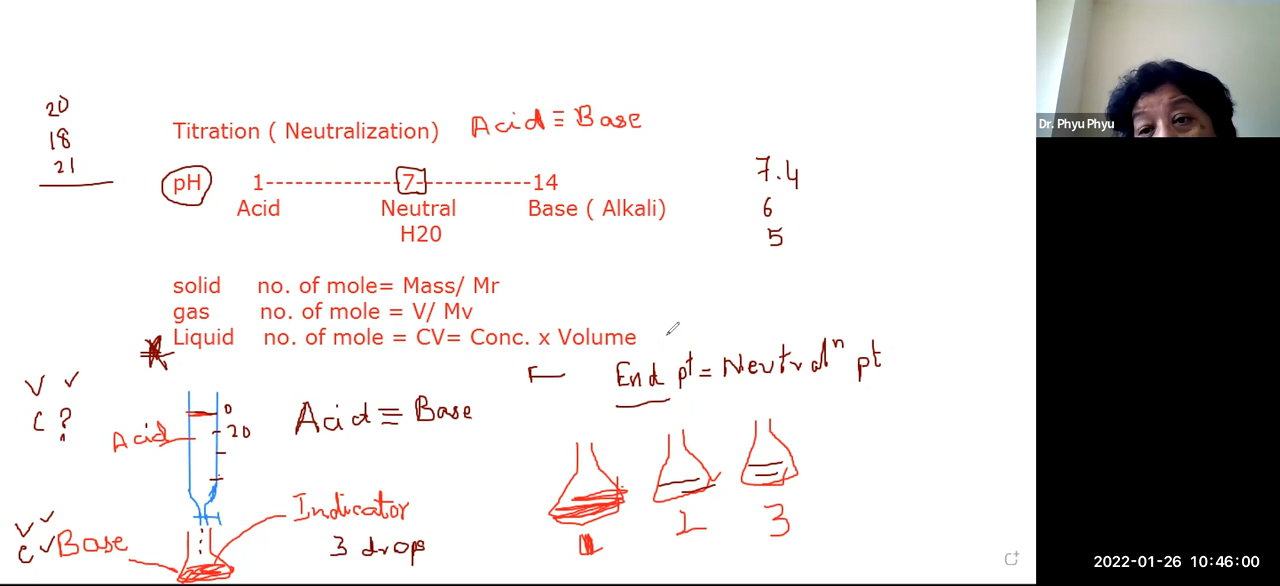 20
18
21
Titration ( Neutralization) Acid ≡ Base
pH 1---------------7------------14
Acid Neutral Base ( Alkali)
H20
7.4
6
5
solid no. of mole= Mass/ Mr
gas no. of mole = V/ Mv
Liquid no. of mole = CV= Conc. x Volume
End pt = Neutralⁿ pt
V ✓
C ?
Acid
0
20
Acid ≡ Base
V ✓
C ✓ Base
Indicator
3 drops
1 2 3
Dr. Phyu Phyu
2022-01-26 10:46:00